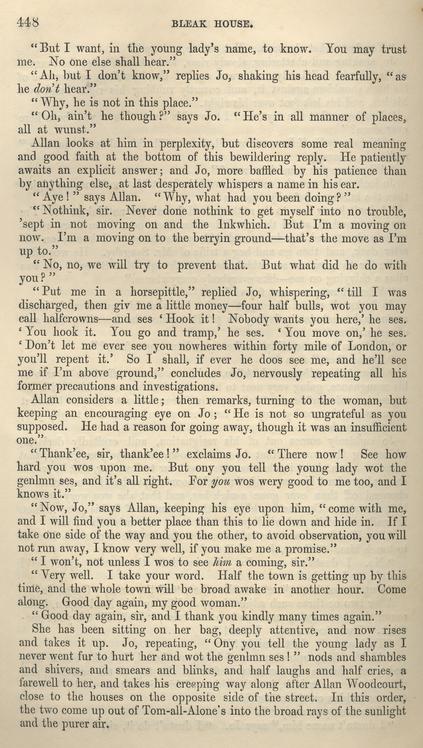 448 BLEAK HOUSE.
“But I want, in the young lady’s name, to know. You may trust
me. No one else shall hear.”
“Ah, but I don’t know,” replies Jo, shaking his head fearfully, “as
he don’t hear.”
“Why, he is not in this place.”
“Oh, ain’t he though?” says Jo. “He’s in all manner of places,
all at wunst.”
Allan looks at him in perplexity, but discovers some real meaning
and good faith at the bottom of this bewildering reply. He patiently
awaits an explicit answer; and Jo, more baffled by his patience than
by anything else, at last desperately whispers a name in his ear.
“Aye!” says Allan. “Why, what had you been doing?”
“Nothink, sir. Never done nothink to get myself into no trouble,
’sept in not moving on and the Inkwhich. But I’m a moving on
now. I’m a moving on to the berryin ground—that’s the move as I’m
up to.”
“No, no, we will try to prevent that. But what did he do with
you?”
“Put me in a horsepittle,” replied Jo, whispering, “till I was
discharged, then giv me a little money—four half bulls, wot you may
call halfcrowns—and ses ‘Hook it! Nobody wants you here,’ he ses.
‘You hook it. You go and tramp,’ he ses. ‘You move on,’ he ses.
‘Don’t let me ever see you nowheres within forty mile of London, or
you’ll repent it.’ So I shall, if ever he doos see me, and he’ll see
me if I’m above ground,” concludes Jo, nervously repeating all his
former precautions and investigations.
Allan considers a little; then remarks, turning to the woman, but
keeping an encouraging eye on Jo; “He is not so ungrateful as you
supposed. He had a reason for going away, though it was an insufficient
one.”
“Thank’ee, sir, thank’ee!” exclaims Jo. “There now! See how
hard you wos upon me. But ony you tell the young lady wot the
genlmn ses, and it’s all right. For you wos wery good to me too, and I
knows it.”
“Now, Jo,” says Allan, keeping his eye upon him, “come with me,
and I will find you a better place than this to lie down and hide in. If I
take one side of the way and you the other, to avoid observation, you will
not run away, I know very well, if you make me a promise.”
“I won’t, not unless I wos to see him a coming, sir.”
“Very well. I take your word. Half the town is getting up by this
time, and the whole town will be broad awake in another hour. Come
along. Good day again, my good woman.”
“Good day again, sir, and I thank you kindly many times again.”
She has been sitting on her bag, deeply attentive, and now rises
and takes it up. Jo, repeating, “Ony you tell the young lady as I
never went fur to hurt her and wot the genlmn ses!” nods and shambles
and shivers, and smears and blinks, and half laughs and half cries, a
farewell to her, and takes his creeping way along after Allan Woodcourt,
close to the houses on the opposite side of the street. In this order,
the two come up out of Tom-all-Alone’s into the broad rays of the sunlight
and the purer air.